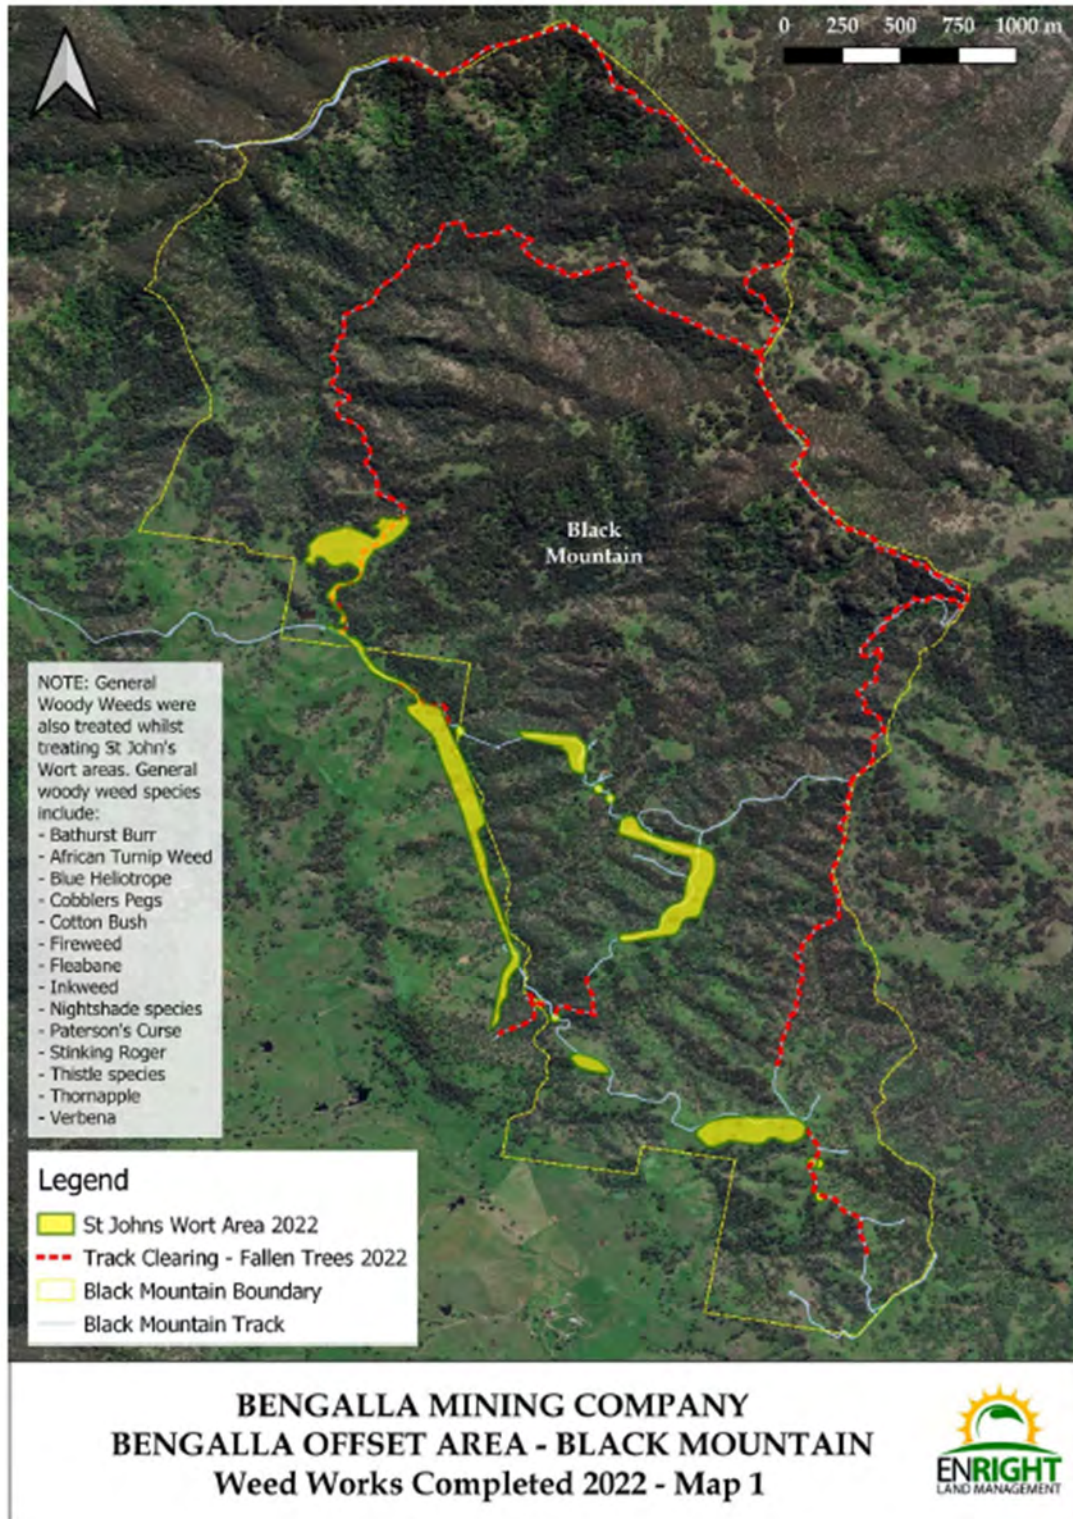 0 250 500 750 1000 m
Black
Mountain
NOTE: General
Woody Weeds were
also treated whilst
treating St John's
Wort areas. General
woody weed species
include:
- Bathurst Burr
- African Turnip Weed
- Blue Heliotrope
- Cobblers Pegs
- Cotton Bush
- Fireweed
- Fleabane
- Inkweed
- Nightshade species
- Paterson's Curse
- Stinking Roger
- Thistle species
- Thornapple
- Verbena
Legend
St Johns Wort Area 2022
Track Clearing - Fallen Trees 2022
Black Mountain Boundary
Black Mountain Track
BENGALLA MINING COMPANY
BENGALLA OFFSET AREA - BLACK MOUNTAIN
Weed Works Completed 2022 - Map 1
ENRIGHT
LAND MANAGEMENT